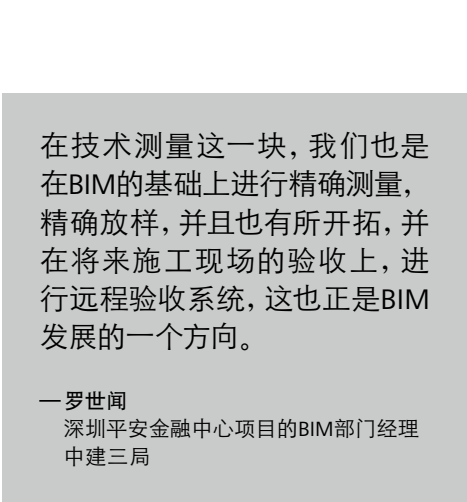 在技术测量这一块，我们也是
在BIM的基础上进行精确测量，
精确放样，并且也有所开拓，并
在将来施工现场的验收上，进
行远程验收系统，这也正是BIM
发展的一个方向。
— 罗世闻
深圳平安金融中心项目的BIM部门经理
中建三局